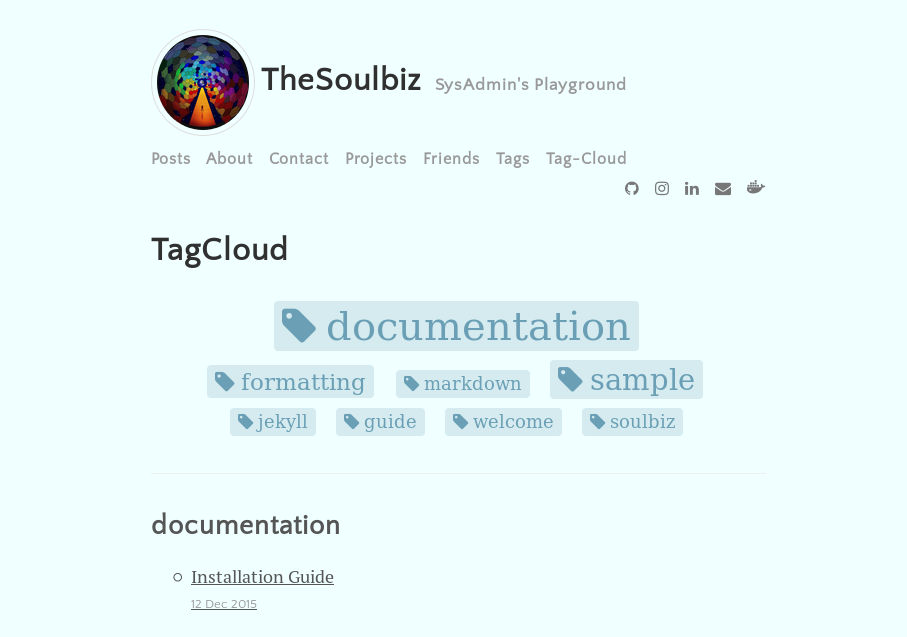 TheSoulbiz SysAdmin's Playground
Posts About Contact Projects Friends Tags Tag-Cloud
TagCloud
documentation
formatting markdown sample
jekyll guide welcome soulbiz
documentation
Installation Guide
12 Dec 2015